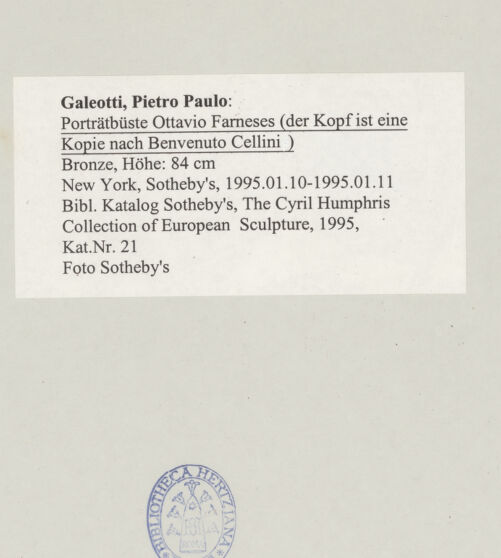 Galeotti, Pietro Paulo:
Porträtbüste Ottavio Farneses (der Kopf ist eine
Kopie nach Benvenuto Cellini )
Bronze, Höhe: 84 cm
New York, Sotheby's, 1995.01.10-1995.01.11
Bibl. Katalog Sotheby's, The Cyril Humphris
Collection of European Sculpture, 1995,
Kat.Nr. 21
Foto Sotheby's
BIBLIOTHECA HERTZIANA